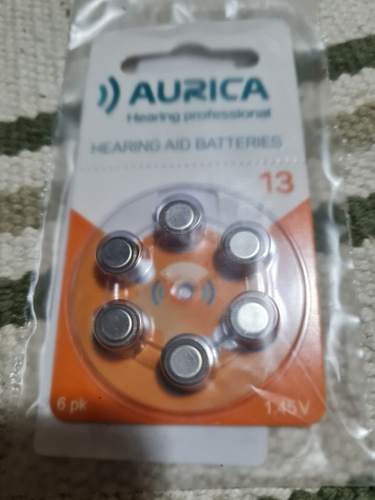 AURICA
Hearing professional
HEARING AID BATTERIES
13
6 pk
1.45V